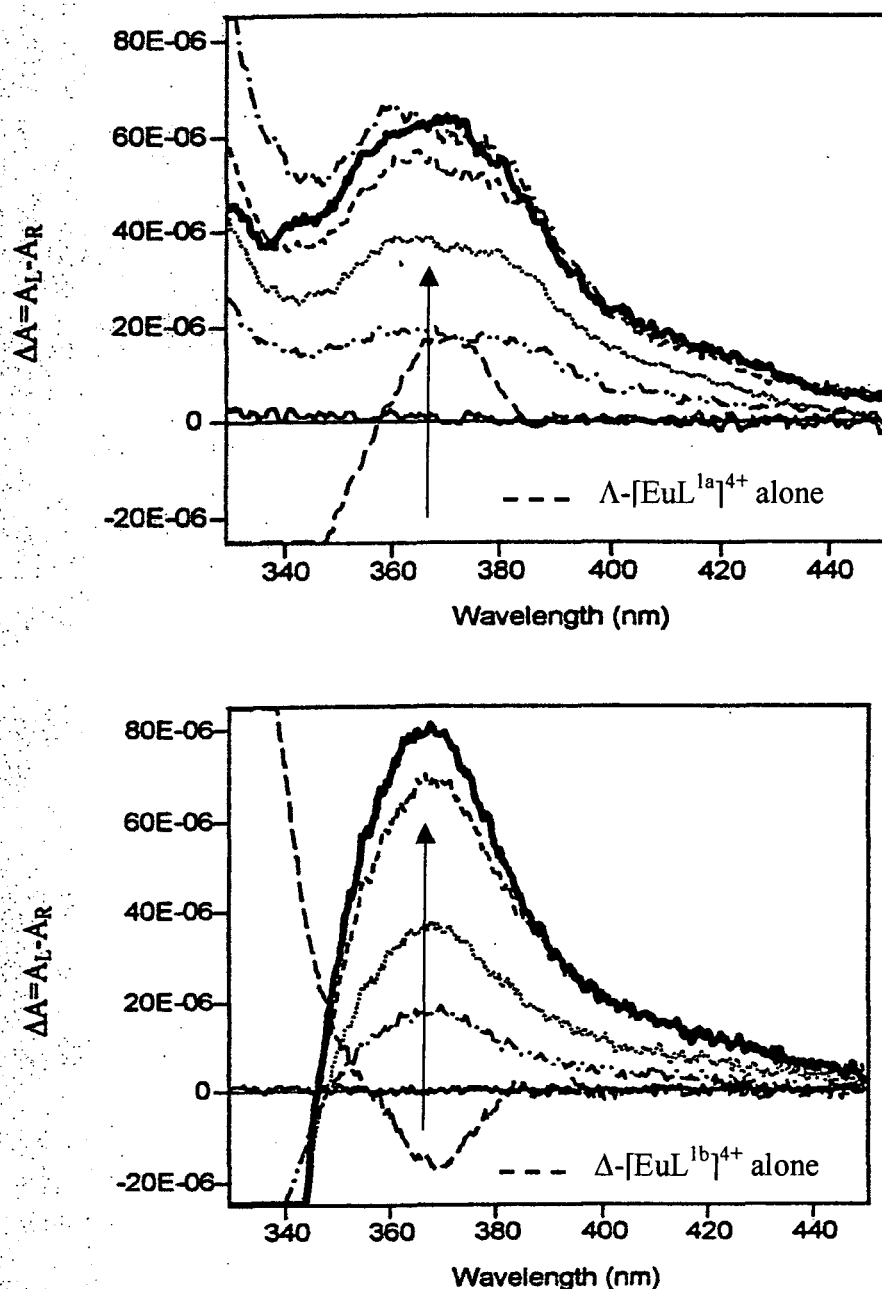 80E-06
60E-06
40E-06
20E-06
0
-20E-06
ΔA=A_L-A_R
340 360 380 400 420 440
Wavelength (nm)
Λ-[EuL^1a]^4+ alone
80E-06
60E-06
40E-06
20E-06
0
-20E-06
ΔA=A_L-A_R
340 360 380 400 420 440
Wavelength (nm)
Δ-[EuL^1b]^4+ alone